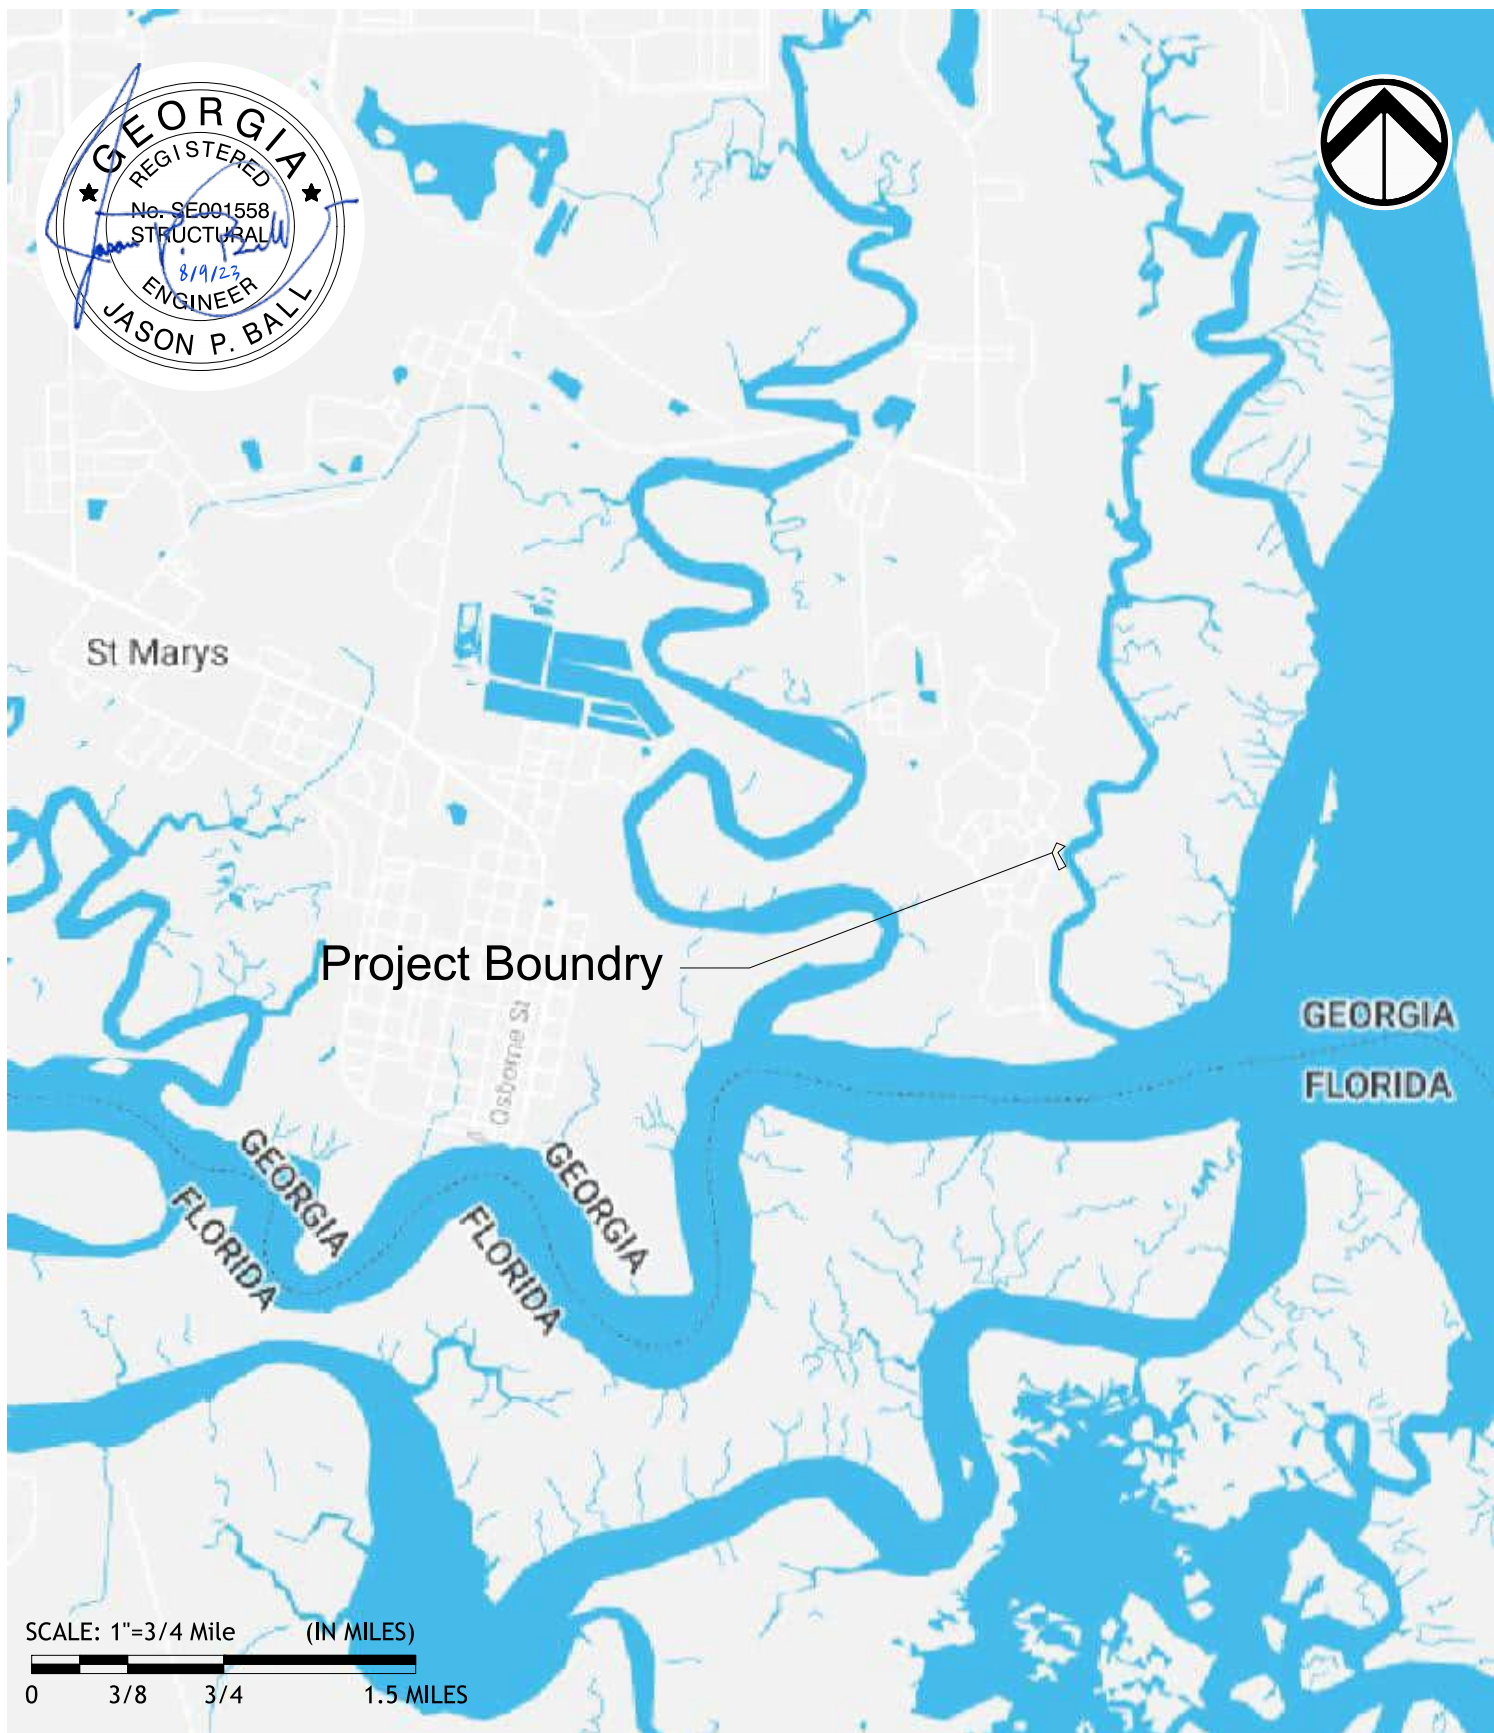 GEORGIA
REGISTERED
No. SE001558
STRUCTURAL
Jason P. Ball
8/9/23
ENGINEER
JASON P. BALL
St Marys
Project Boundry
Osborne St
GEORGIA
FLORIDA
GEORGIA
FLORIDA
GEORGIA
FLORIDA
SCALE: 1"=3/4 Mile (IN MILES)
0 3/8 3/4 1.5 MILES